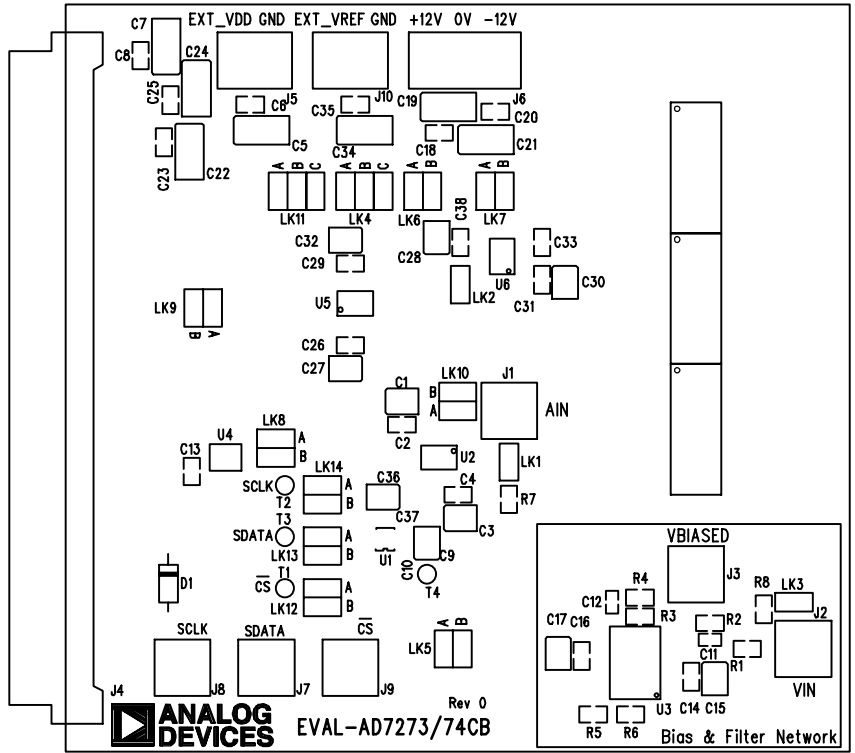 EXT_VDD GND EXT_VREF GND +12V 0V -12V
C7
C8
C24
C25
C6
J5
C35
J10
C19
J6
C20
C5
C34
C18
C21
C23
C22
A B C
A B C
A B
A B
LK11
LK4
LK6
C38
LK7
C32
C28
C33
C29
LK2
U6
C31
C30
LK9
B A
U5
C26
C27
C1
LK10
J1
B
A
AIN
C2
LK8
A
B
U4
C13
U2
LK1
LK14
SCLK
T2
A
B
C36
C4
R7
T3
SDATA
LK13
A
B
C37
U1
C3
C9
C10
T4
D1
T1
CS
LK12
A
B
A B
LK5
SCLK
SDATA
CS
J4
J8
J7
J9
ANALOG
DEVICES
Rev 0
EVAL-AD7273/74CB
VBIASED
J3
R4
C12
R3
R8
LK3
J2
R2
C17
C16
C11
R1
U3
C14
C15
VIN
R5
R6
Bias & Filter Network